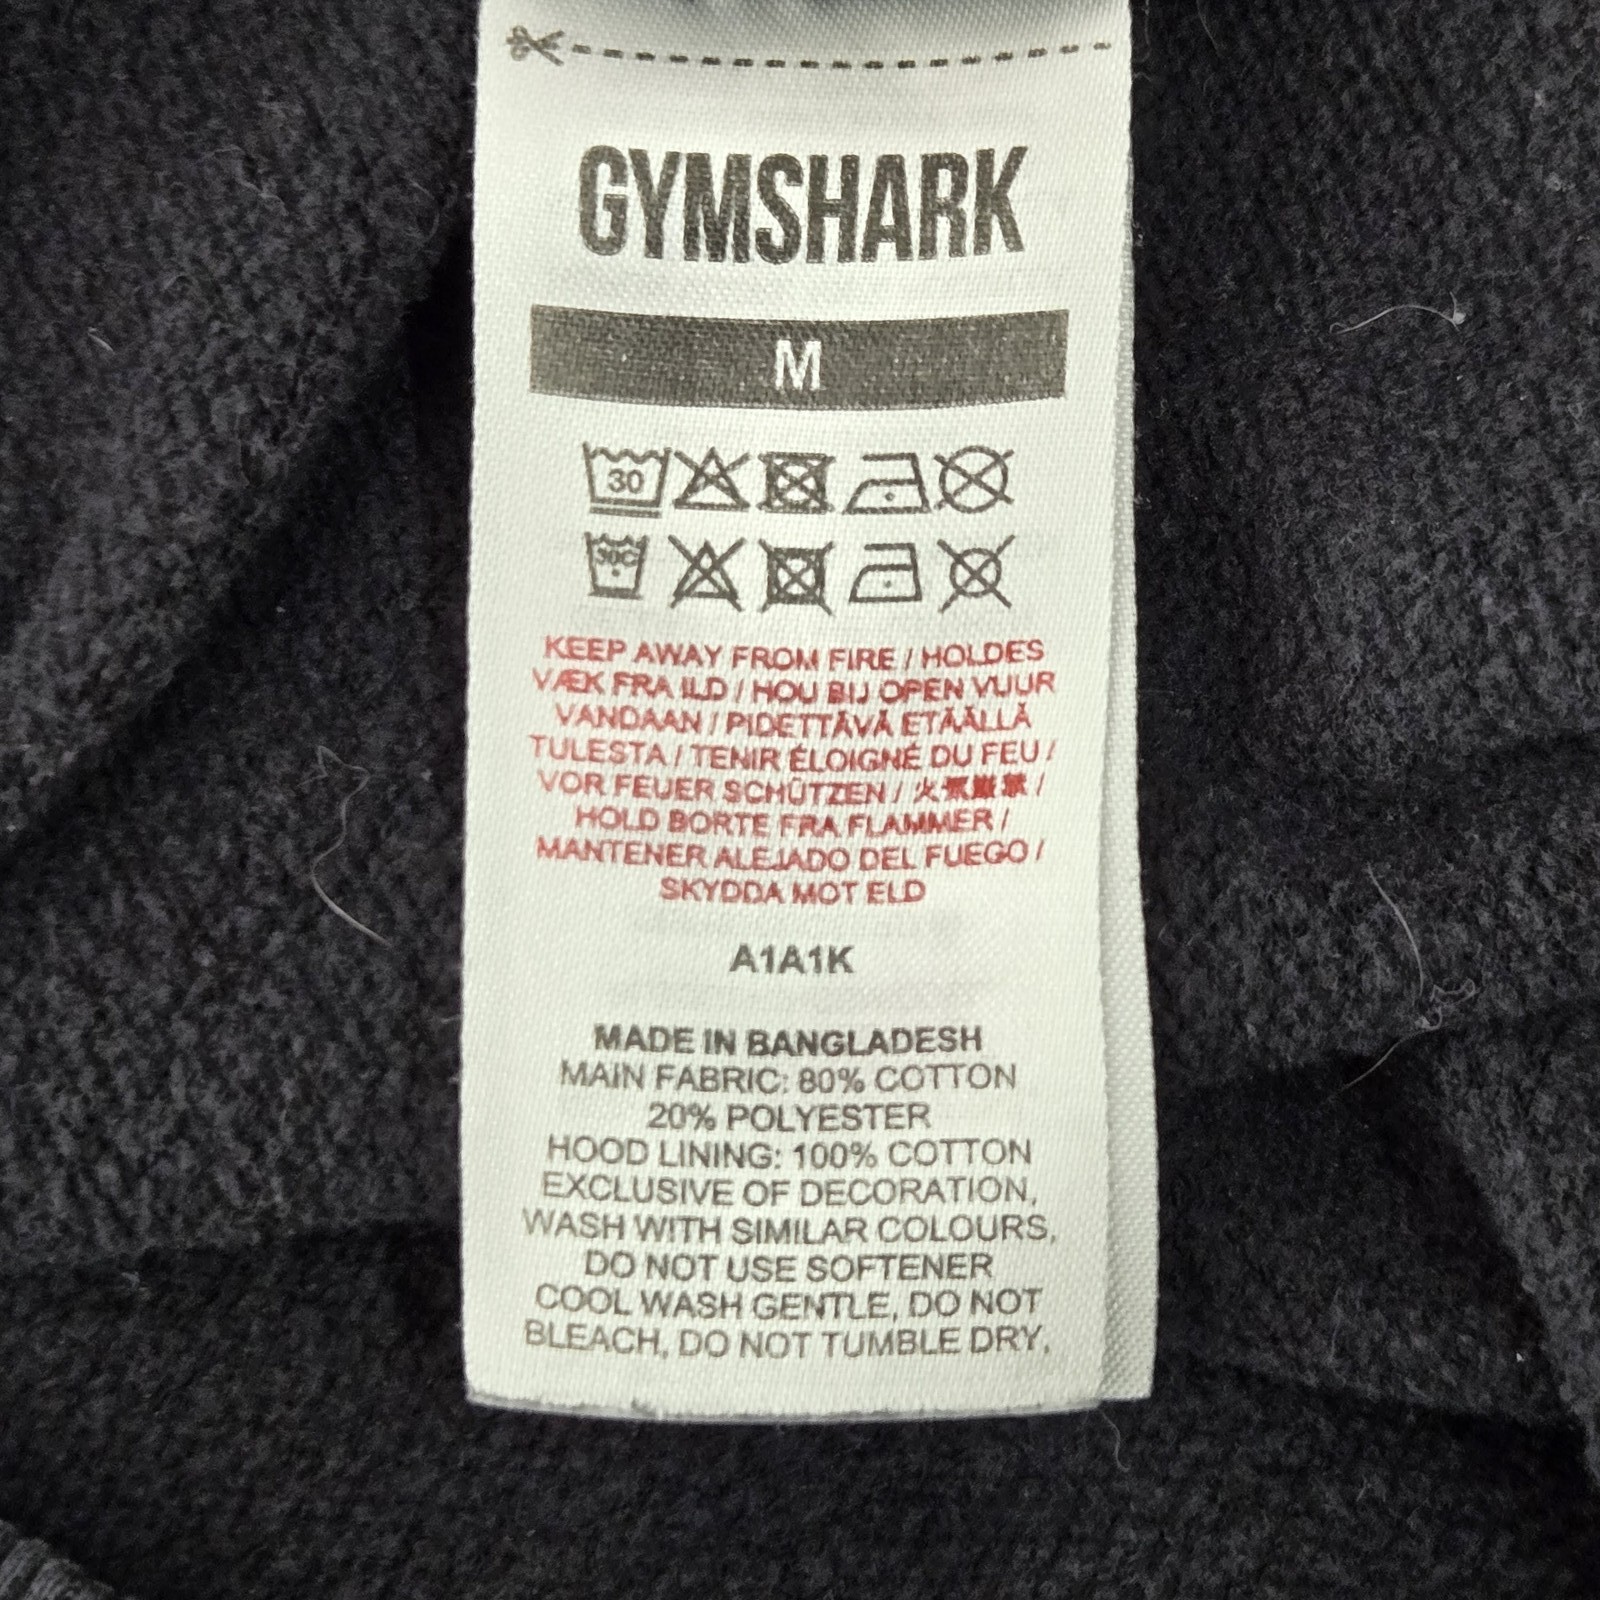 GYMSHARK
M
30
30C
KEEP AWAY FROM FIRE / HOLDES
VÆK FRA ILD / HOU BIJ OPEN VUUR
VANDAAN / PIDETTÄVÄ ETÄÄLLÄ
TULESTA / TENIR ÉLOIGNÉ DU FEU /
VOR FEUER SCHÜTZEN / 火気厳禁 /
HOLD BORTE FRA FLAMMER /
MANTENER ALEJADO DEL FUEGO /
SKYDDA MOT ELD
A1A1K
MADE IN BANGLADESH
MAIN FABRIC: 80% COTTON
20% POLYESTER
HOOD LINING: 100% COTTON
EXCLUSIVE OF DECORATION,
WASH WITH SIMILAR COLOURS,
DO NOT USE SOFTENER
COOL WASH GENTLE, DO NOT
BLEACH, DO NOT TUMBLE DRY,